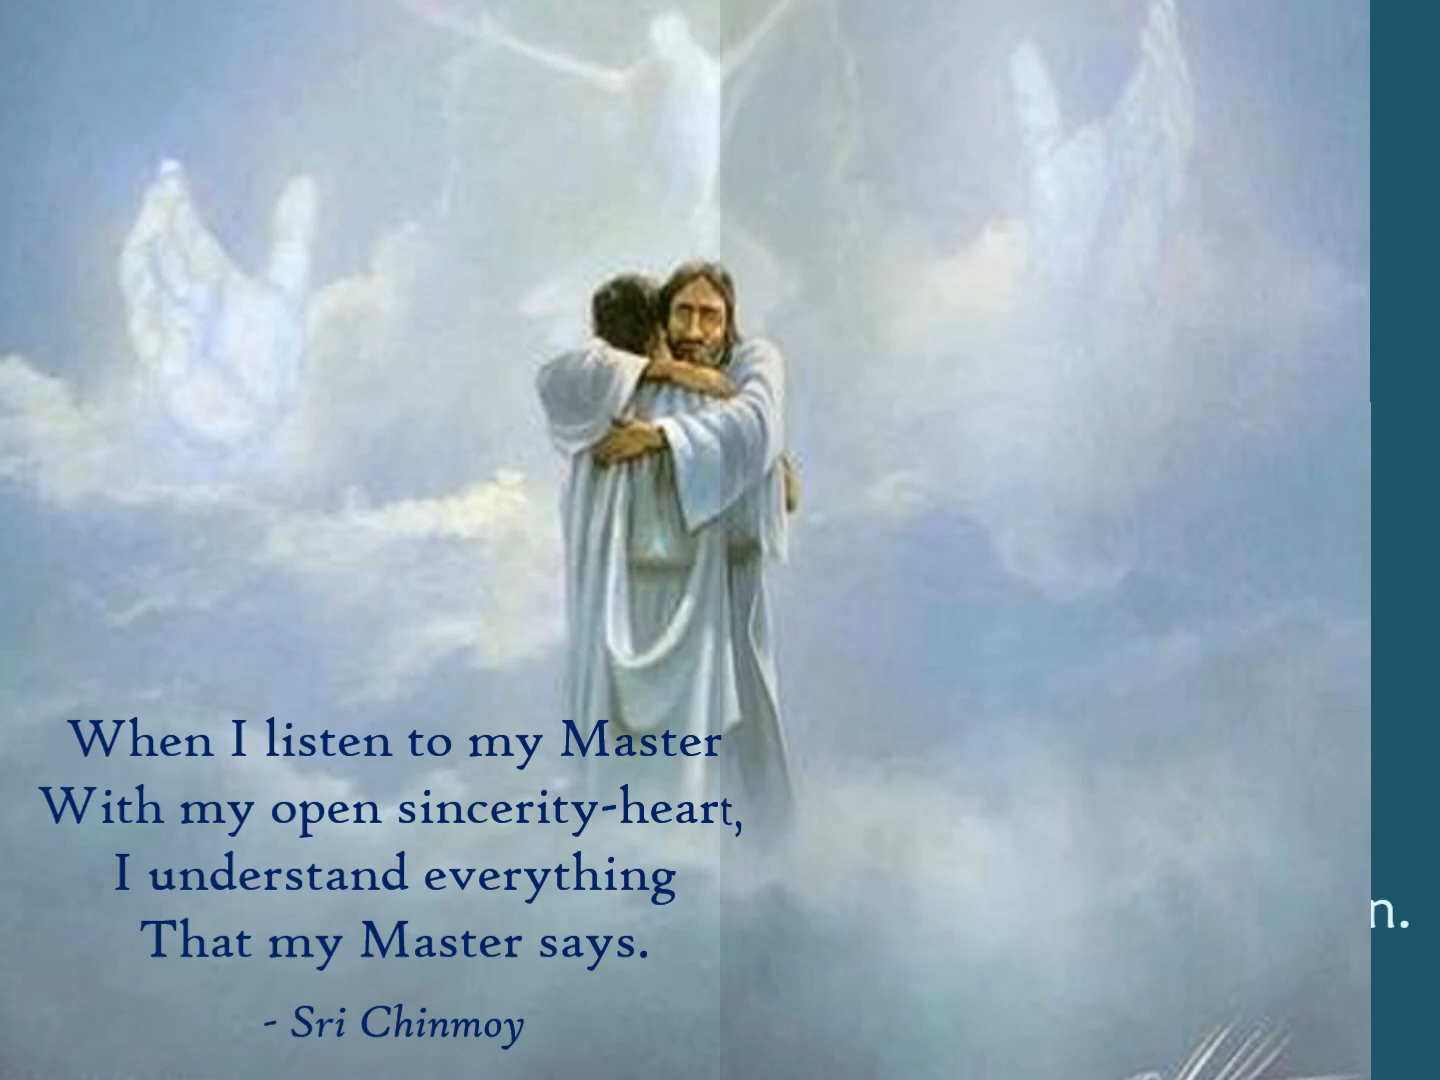 When I listen to my Master
With my open sincerity-heart,
I understand everything
That my Master says.
- Sri Chinmoy
n.